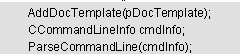 AddDocTemplate(pDocTemplate);
CCommandLineInfo cmdInfo;
ParseCommandLine(cmdInfo);